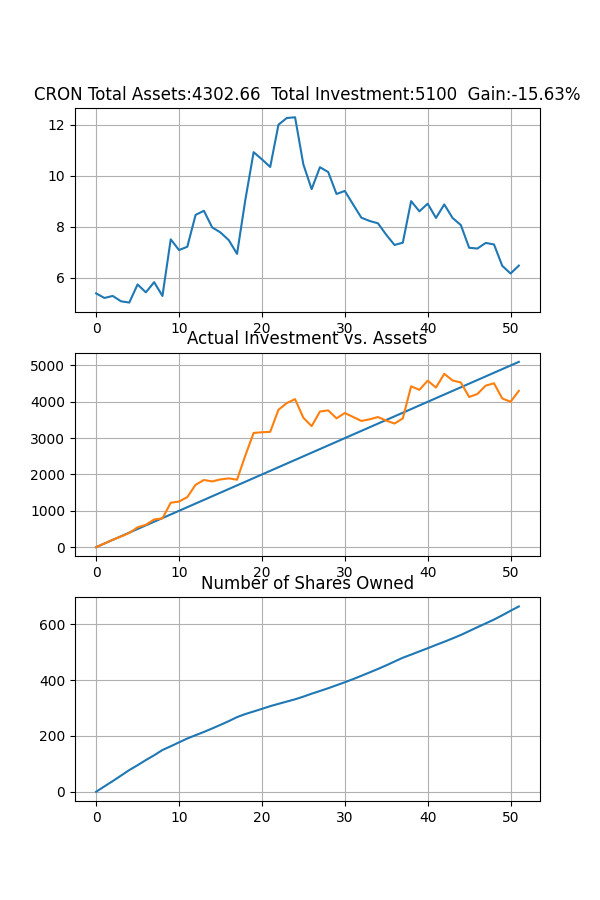 CRON Total Assets:4302.66  Total Investment:5100  Gain:-15.63%
12
10
8
6
0 10 20 30 40 50
Actual Investment vs. Assets
5000
4000
3000
2000
1000
0
0 10 20 30 40 50
Number of Shares Owned
600
400
200
0
0 10 20 30 40 50